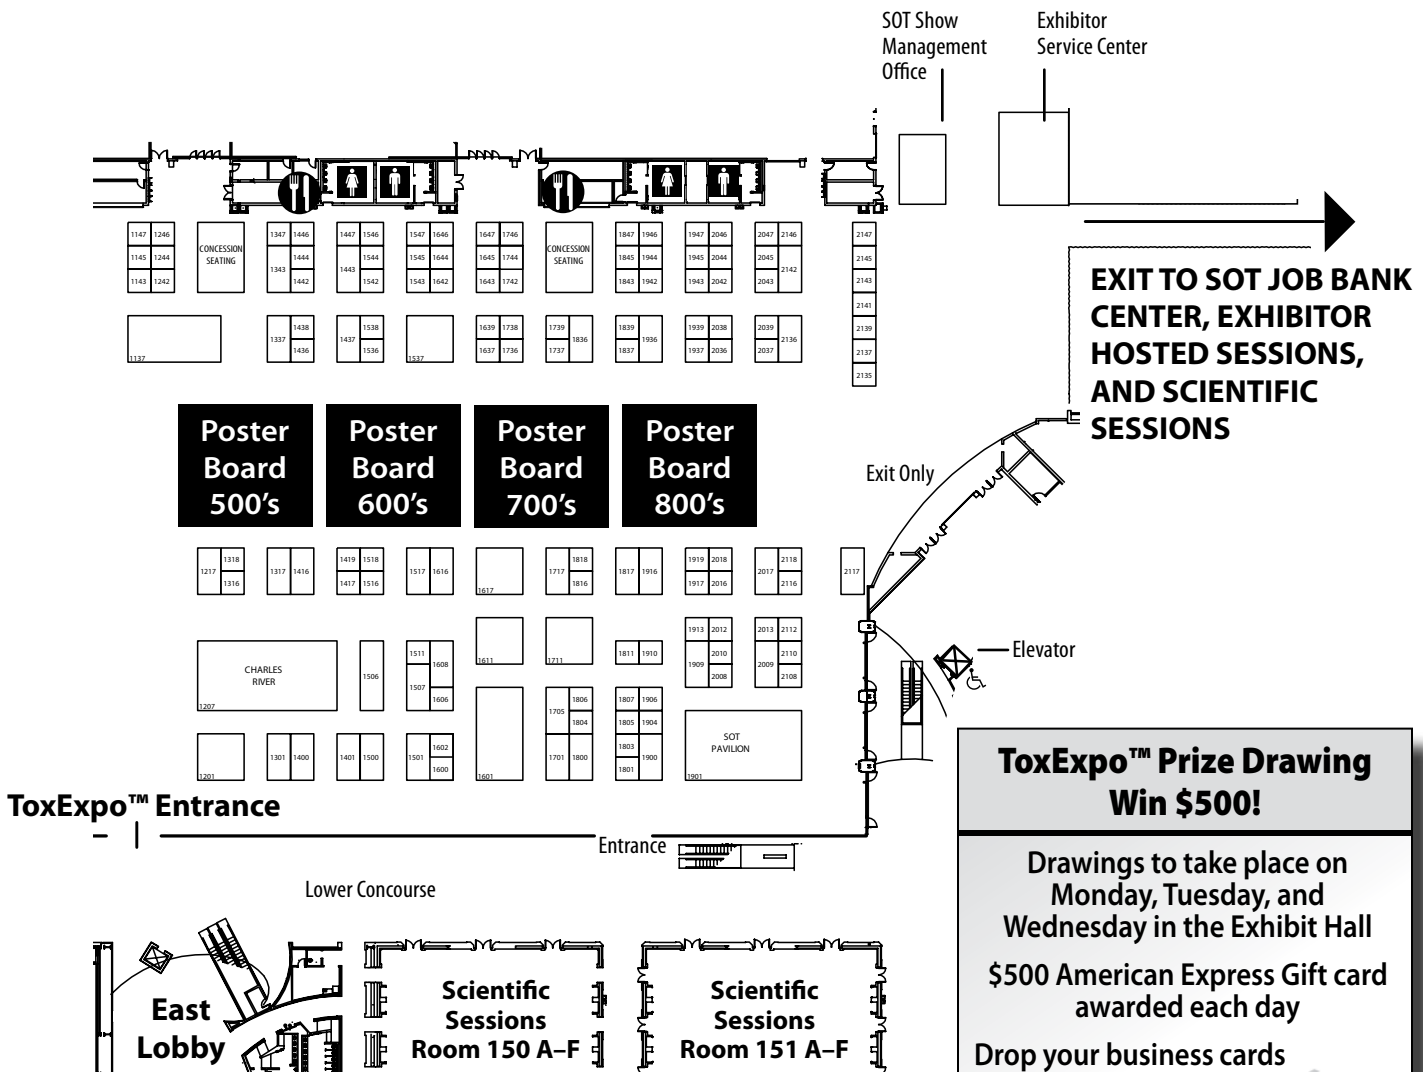 SOT Show
Management
Office
Exhibitor
Service Center
1147 1246 1347 1446 1447 1546 1547 1646 1647 1746 1847 1946 1947 2046 2047 2146 2147
CONCESSION
SEATING
CONCESSION
SEATING
1145 1244 1343 1444 1443 1544 1545 1644 1645 1744 1845 1944 1945 2044 2045 2142 2145
1143 1242 1442 1542 1543 1642 1643 1742 1843 1942 1943 2042 2043 2143
2141
1137 1337 1438 1437 1538 1537 1639 1738 1739 1836 1839 1936 1939 2038 2039 2136 2139
1436 1536 1637 1736 1737 1837 1937 2036 2037 2137
2135
EXIT TO SOT JOB BANK
CENTER, EXHIBITOR
HOSTED SESSIONS,
AND SCIENTIFIC
SESSIONS
Poster
Board
500's
Poster
Board
600's
Poster
Board
700's
Poster
Board
800's
Exit Only
1217 1318 1317 1416 1419 1518 1517 1616 1617 1717 1818 1817 1916 1919 2018 2017 2118 2117
1316 1417 1516 1816 1917 2016 2116
1611 1711 1913 2012 2013 2112
1511 1608 1811 1910 1909 2010 2009 2110
2008 2108
CHARLES
RIVER
1207
1506
1507
1606
1705 1806 1807 1906
1804 1805 1904
SOT
PAVILION
1901
1201 1301 1400 1401 1500 1501 1602 1601 1701 1800 1803 1900
1600 1801
Elevator
ToxExpo™ Entrance
Entrance
Lower Concourse
East
Lobby
Scientific
Sessions
Room 150 A–F
Scientific
Sessions
Room 151 A–F
ToxExpo™ Prize Drawing
Win $500!
Drawings to take place on
Monday, Tuesday, and
Wednesday in the Exhibit Hall
$500 American Express Gift card
awarded each day
Drop your business cards